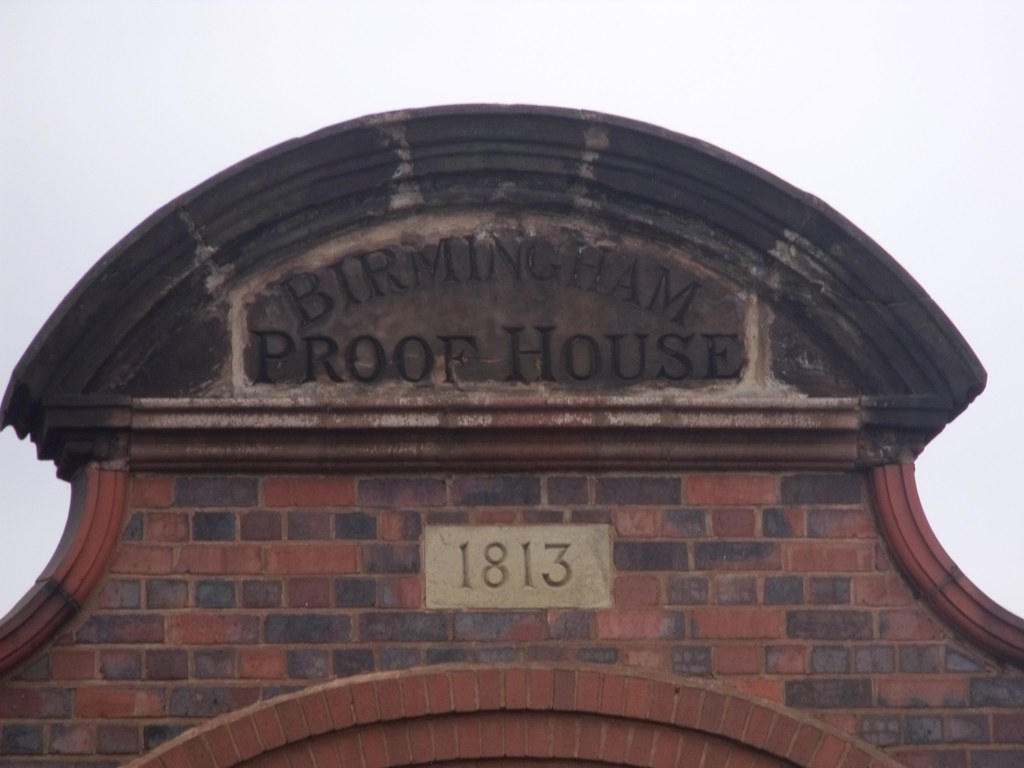 BIRMINGHAM
PROOF HOUSE
1813